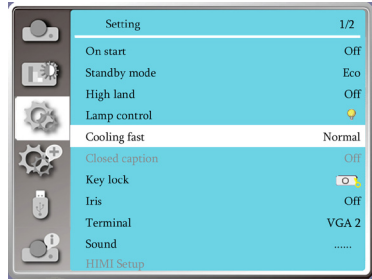 Setting 1/2
On start Off
Standby mode Eco
High land Off
Lamp control
Cooling fast Normal
Closed caption Off
Key lock
Iris Off
Terminal VGA 2
Sound ......
HIMI Setup